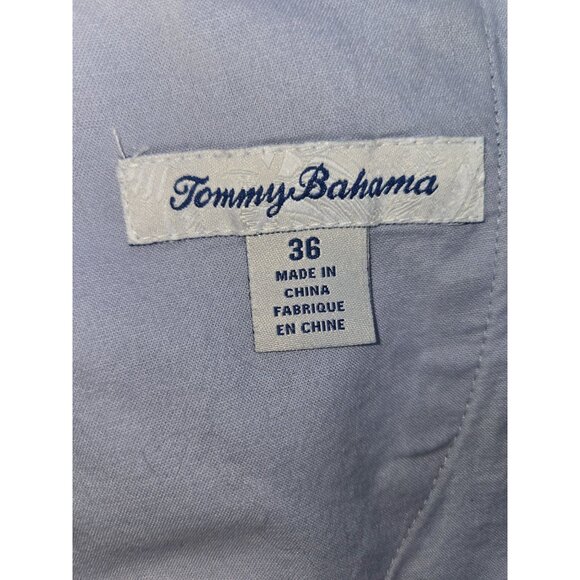 Tommy Bahama
36
MADE IN
CHINA
FABRIQUE
EN CHINE